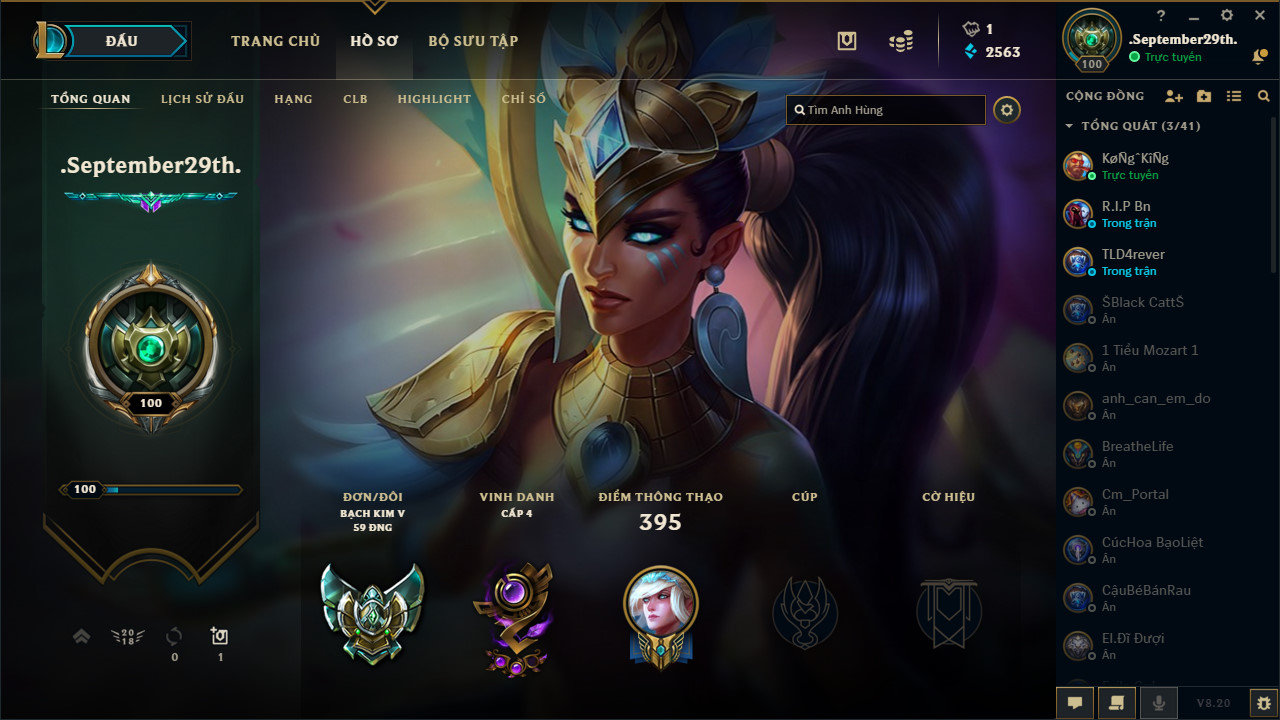 ĐẤU
TRANG CHỦ
HỒ SƠ
BỘ SƯU TẬP
1
2563
?
.September29th.
Trực tuyến
100
TỔNG QUAN
LỊCH SỬ ĐẤU
HẠNG
CLB
HIGHLIGHT
CHỈ SỐ
Tìm Anh Hùng
CỘNG ĐỒNG
TỔNG QUÁT (3/41)
.September29th.
100
100
ĐƠN/ĐÔI
BẠCH KIM V
59 ĐNG
VINH DANH
CẤP 4
ĐIỂM THÔNG THẠO
395
CÚP
CỜ HIỆU
2018
0
1
KøÑgˆKîÑg
Trực tuyến
R.I.P Bn
Trong trận
TLD4rever
Trong trận
ŠBlack CattŠ
Ẩn
1 Tiểu Mozart 1
Ẩn
anh_can_em_do
Ẩn
BreatheLife
Ẩn
Cm_Portal
Ẩn
CúcHoa BạoLiệt
Ẩn
CậuBéBánRau
Ẩn
El.Đĩ Đượi
Ẩn
V8.20